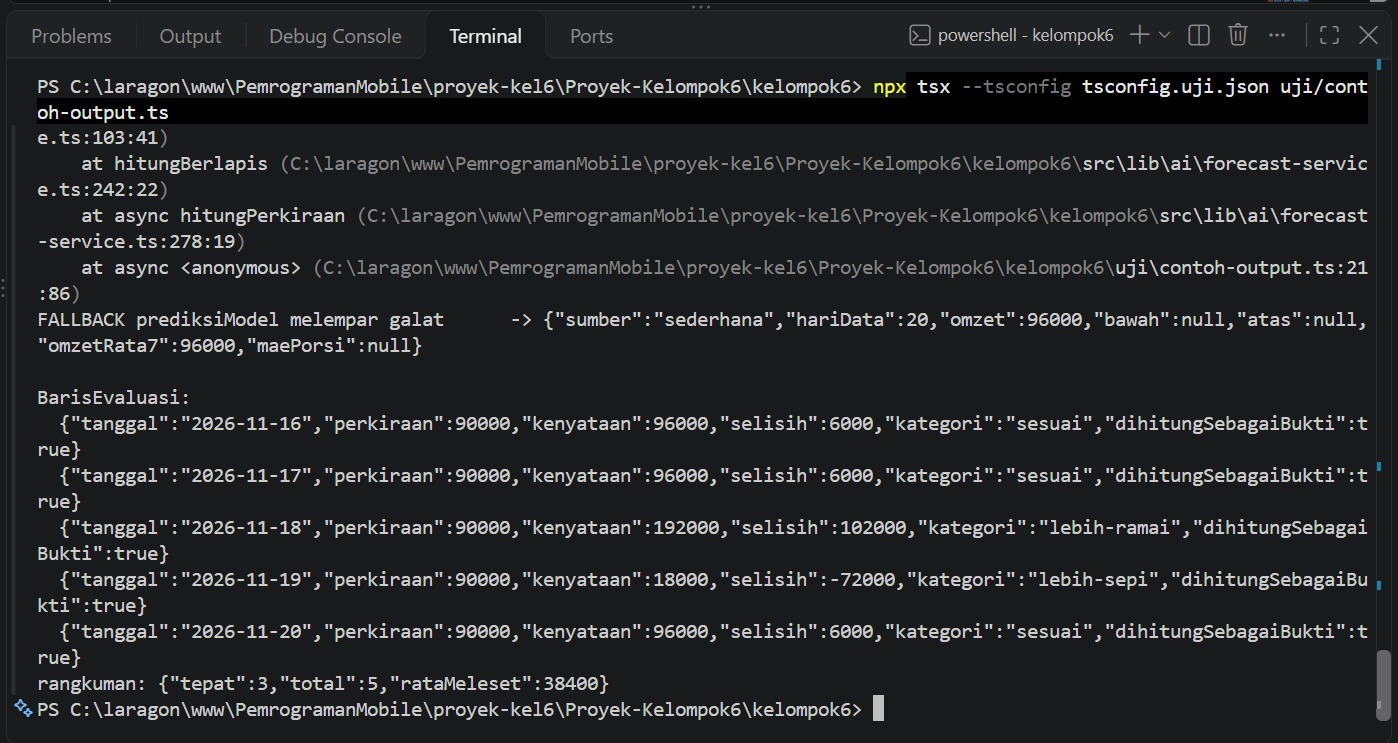 Problems Output Debug Console Terminal Ports powershell - kelompok6
PS C:\laragon\www\PemrogramanMobile\proyek-kel6\Proyek-Kelompok6\kelompok6> npx tsx --tsconfig tsconfig.uji.json uji/cont
oh-output.ts
e.ts:103:41)
    at hitungBerlapis (C:\laragon\www\PemrogramanMobile\proyek-kel6\Proyek-Kelompok6\kelompok6\src\lib\ai\forecast-servic
e.ts:242:22)
    at async hitungPerkiraan (C:\laragon\www\PemrogramanMobile\proyek-kel6\Proyek-Kelompok6\kelompok6\src\lib\ai\forecast
-service.ts:278:19)
    at async <anonymous> (C:\laragon\www\PemrogramanMobile\proyek-kel6\Proyek-Kelompok6\kelompok6\uji\contoh-output.ts:21
:86)
FALLBACK prediksiModel melempar galat      -> {"sumber":"sederhana","hariData":20,"omzet":96000,"bawah":null,"atas":null,
"omzetRata7":96000,"maePorsi":null}
BarisEvaluasi:
  {"tanggal":"2026-11-16","perkiraan":90000,"kenyataan":96000,"selisih":6000,"kategori":"sesuai","dihitungSebagaiBukti":t
rue}
  {"tanggal":"2026-11-17","perkiraan":90000,"kenyataan":96000,"selisih":6000,"kategori":"sesuai","dihitungSebagaiBukti":t
rue}
  {"tanggal":"2026-11-18","perkiraan":90000,"kenyataan":192000,"selisih":102000,"kategori":"lebih-ramai","dihitungSebagai
Bukti":true}
  {"tanggal":"2026-11-19","perkiraan":90000,"kenyataan":18000,"selisih":-72000,"kategori":"lebih-sepi","dihitungSebagaiBu
kti":true}
  {"tanggal":"2026-11-20","perkiraan":90000,"kenyataan":96000,"selisih":6000,"kategori":"sesuai","dihitungSebagaiBukti":t
rue}
rangkuman: {"tepat":3,"total":5,"rataMeleset":38400}
PS C:\laragon\www\PemrogramanMobile\proyek-kel6\Proyek-Kelompok6\kelompok6>